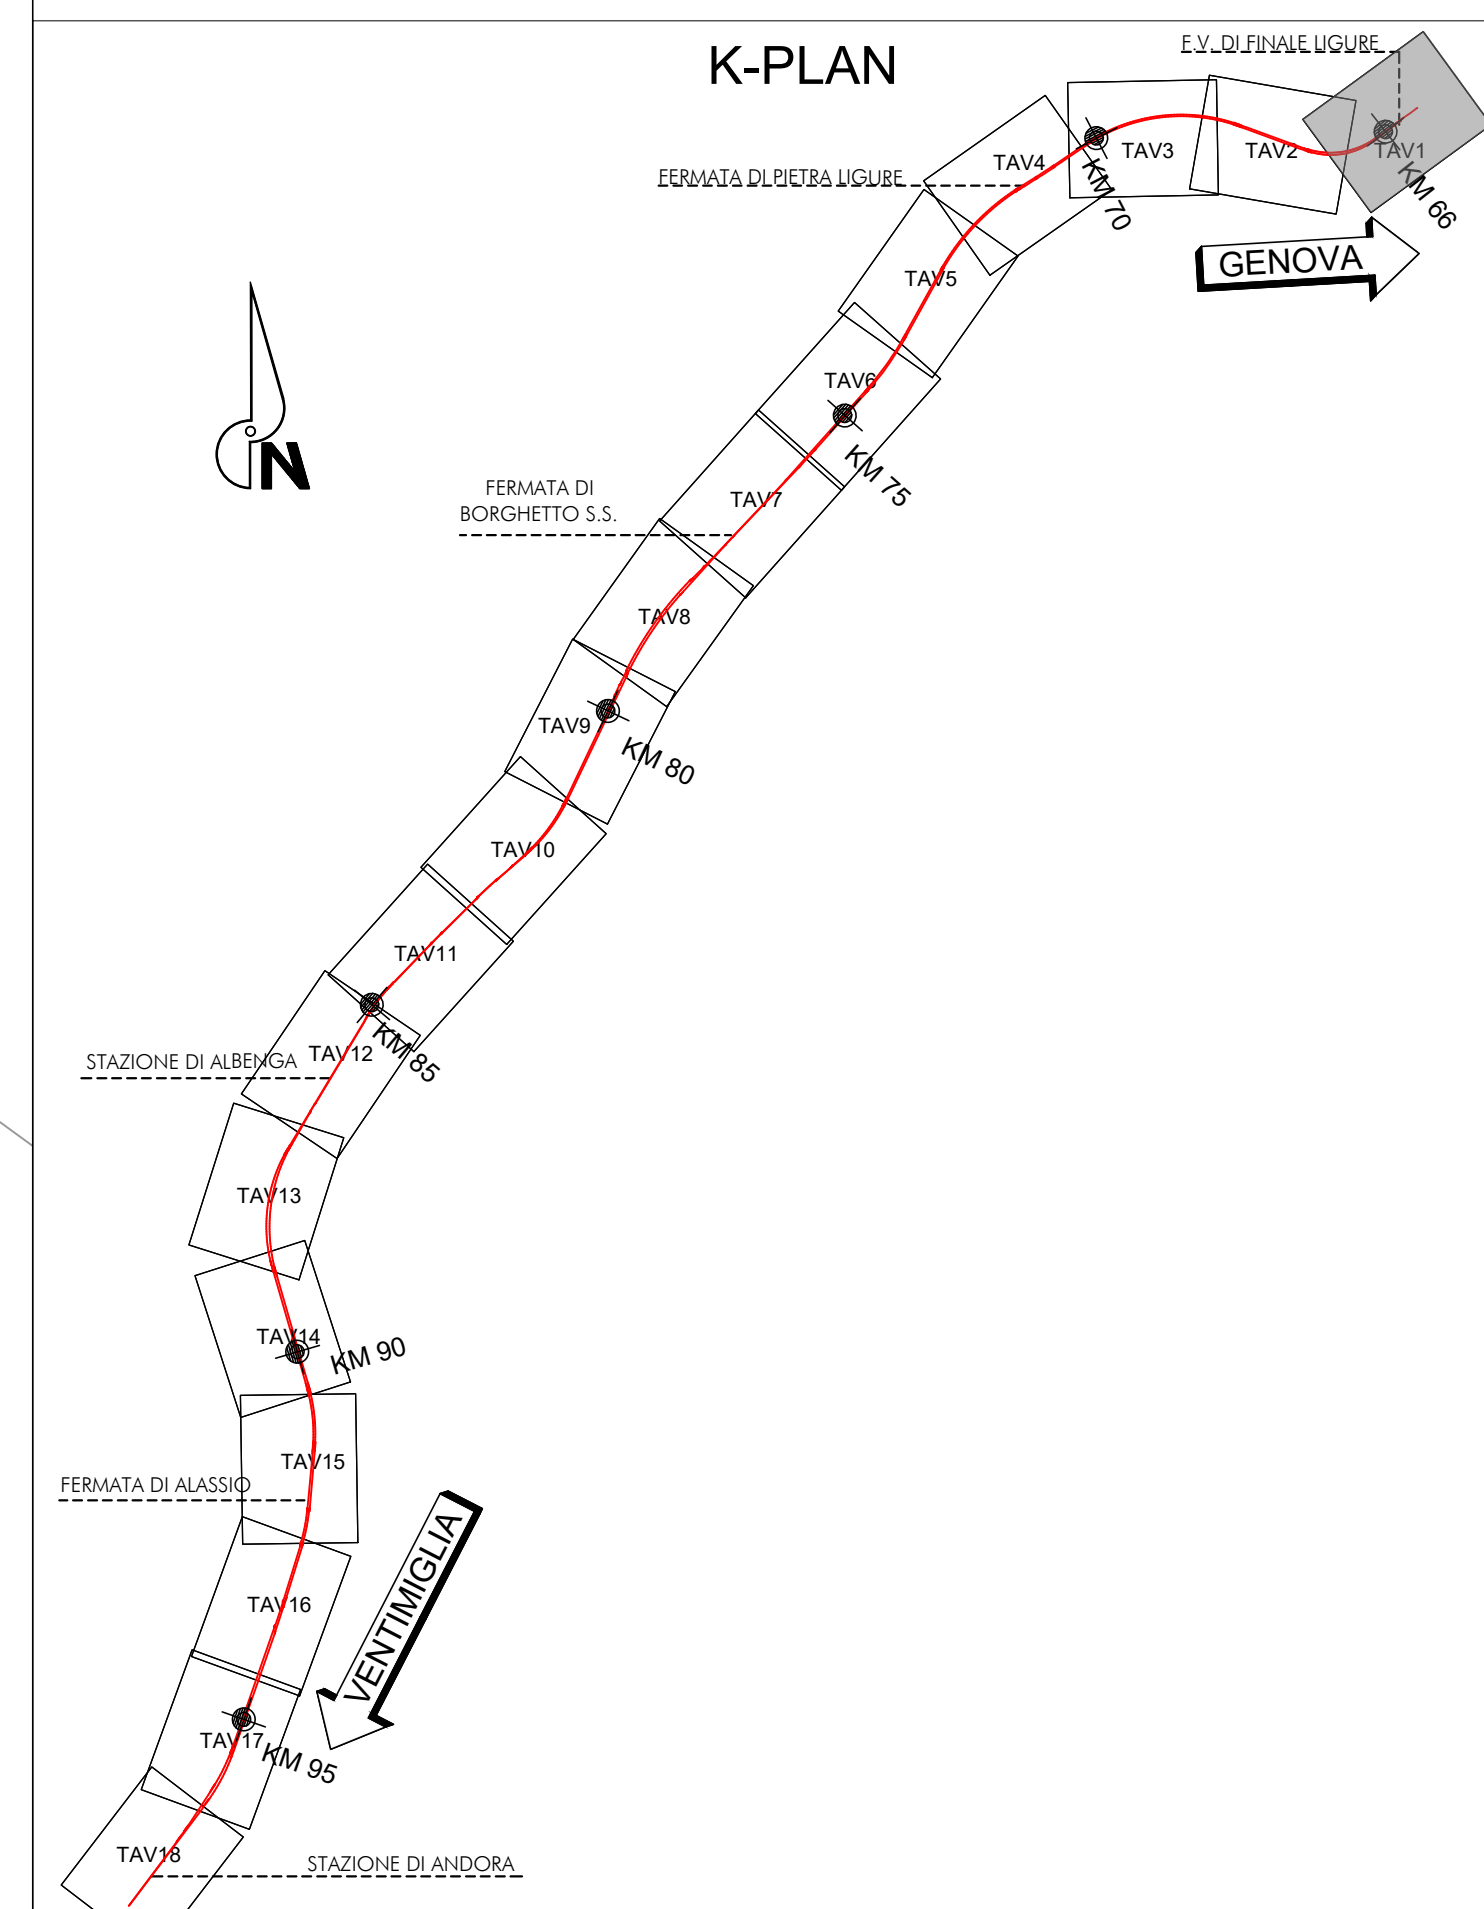 K-PLAN
F.V. DI FINALE LIGURE
TAV1
KM 66
TAV2
TAV3
KM 70
TAV4
FERMATA DI PIETRA LIGURE
GENOVA
TAV5
TAV6
KM 75
N
TAV7
FERMATA DI
BORGHETTO S.S.
TAV8
TAV9
KM 80
TAV10
TAV11
KM 85
TAV12
STAZIONE DI ALBENGA
TAV13
TAV14
KM 90
TAV15
FERMATA DI ALASSIO
VENTIMIGLIA
TAV16
TAV17
KM 95
TAV18
STAZIONE DI ANDORA